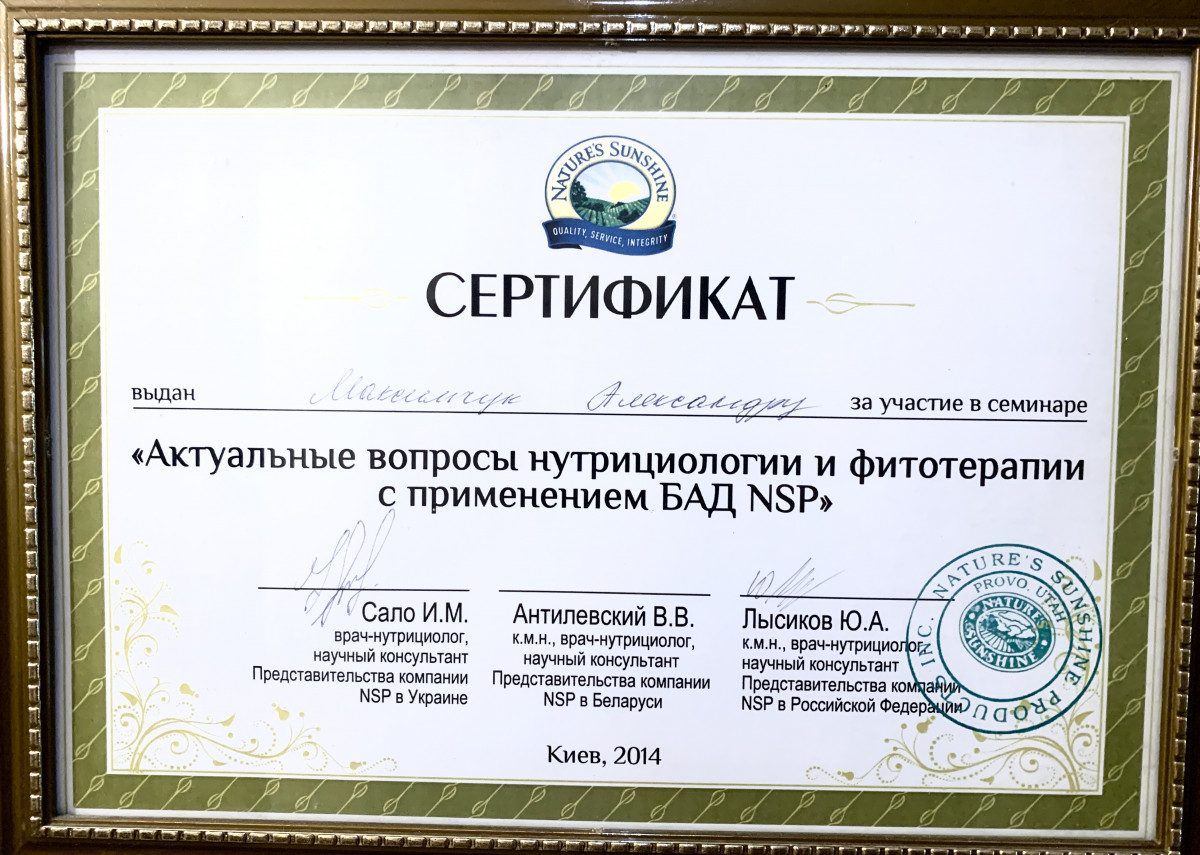 NATURE'S SUNSHINE
QUALITY, SERVICE, INTEGRITY
СЕРТИФИКАТ
выдан Максимчук Александру за участие в семинаре
«Актуальные вопросы нутрициологии и фитотерапии
с применением БАД NSP»
Сало И.М.
врач-нутрициолог,
научный консультант
Представительства компании
NSP в Украине
Антилевский В.В.
к.м.н., врач-нутрициолог,
научный консультант
Представительства компании
NSP в Беларуси
Лысиков Ю.А.
к.м.н., врач-нутрициолог,
научный консультант
Представительства компании
NSP в Российской Федерации
NATURE'S SUNSHINE PRODUCTS INC.
PROVO, UTAH
NATURE'S
SUNSHINE
Киев, 2014